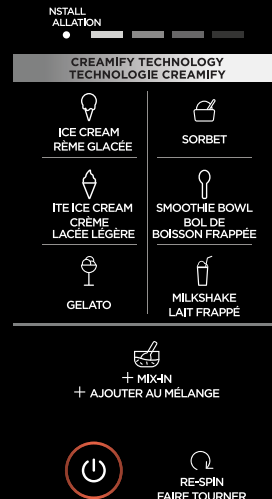 NSTALL
ALLATION
CREAMIFY TECHNOLOGY
TECHNOLOGIE CREAMIFY
ICE CREAM
RÈME GLACÉE
SORBET
ITE ICE CREAM
CRÈME
LACÉE LÉGÈRE
SMOOTHIE BOWL
BOL DE
BOISSON FRAPPÉE
GELATO
MILKSHAKE
LAIT FRAPPÉ
+ MIX-IN
+ AJOUTER AU MÉLANGE
RE-SPIN
FAIRE TOURNER